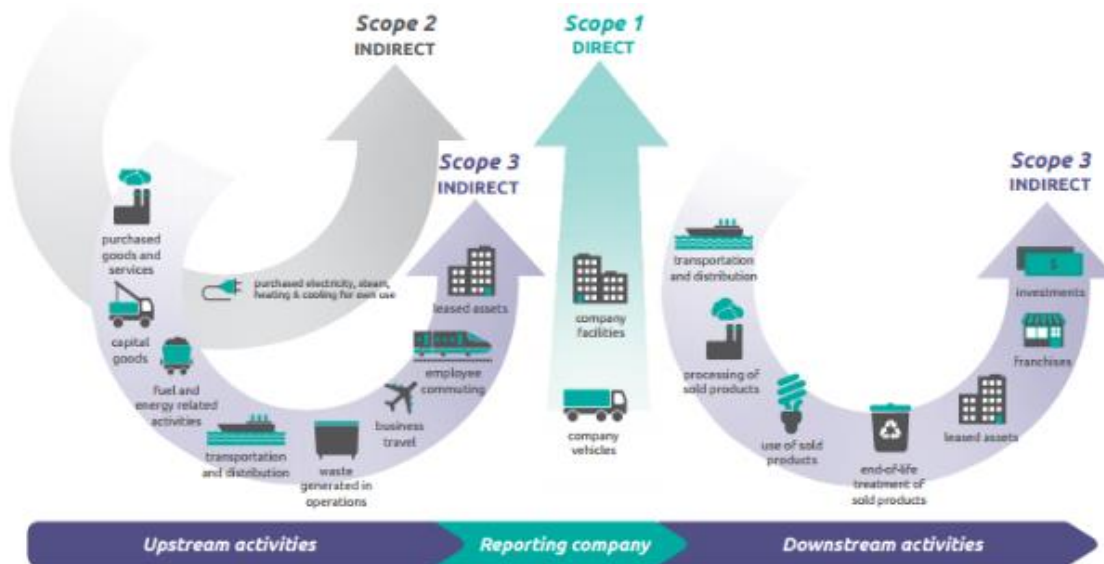 Scope 2
INDIRECT
Scope 1
DIRECT
Scope 3
INDIRECT
Scope 3
INDIRECT
purchased
goods and
services
capital
goods
fuel and
energy related
activities
purchased electricity, steam,
heating & cooling for own use
transportation
and distribution
waste
generated in
operations
business
travel
employee
commuting
leased assets
company
facilities
company
vehicles
transportation
and distribution
processing of
sold products
use of sold
products
end-of-life
treatment of
sold products
leased assets
franchises
$
investments
Upstream activities
Reporting company
Downstream activities